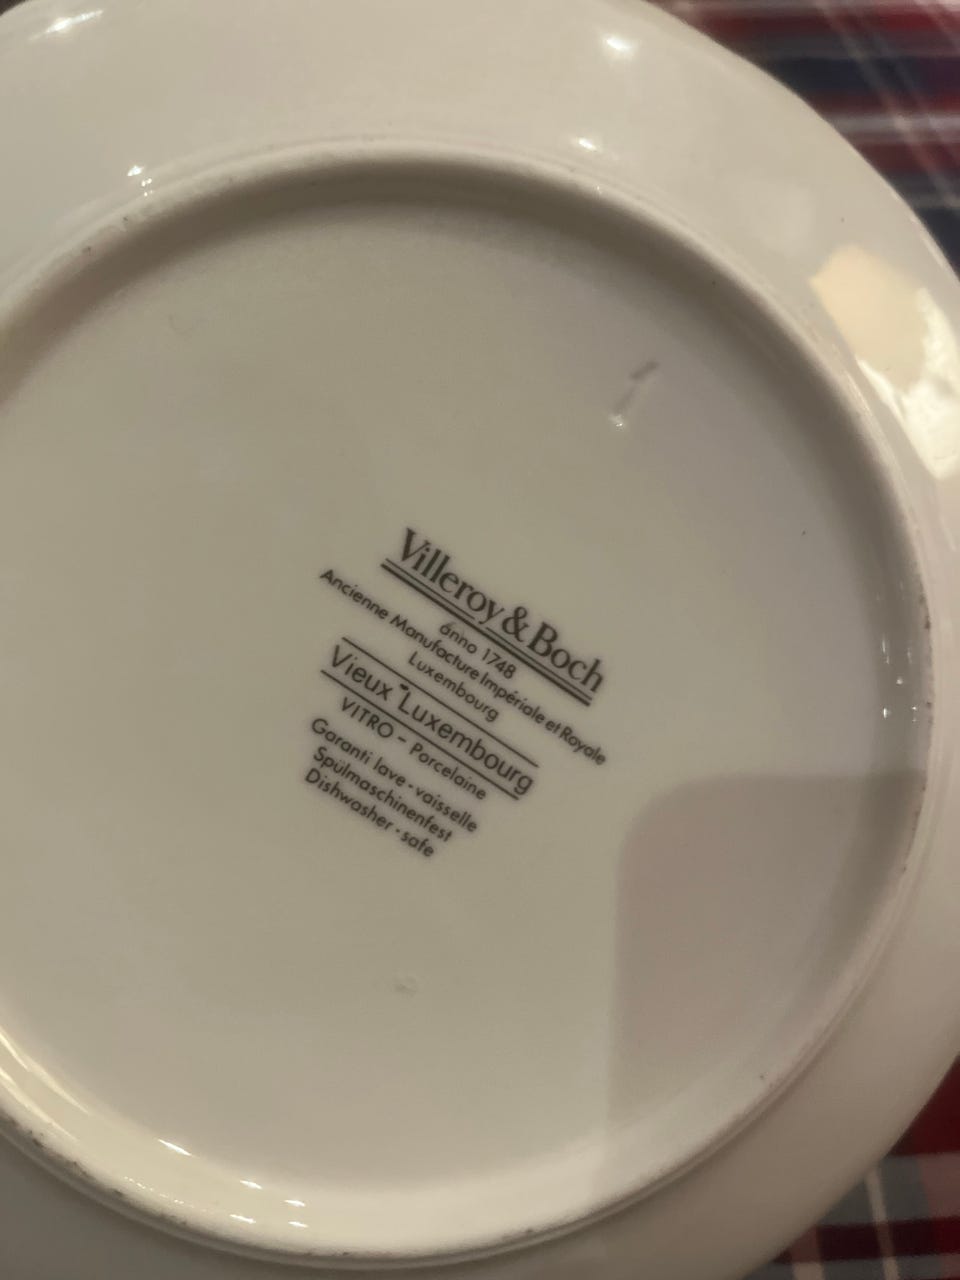 Villeroy & Boch
anno 1748
Ancienne Manufacture Impériale et Royale
Luxembourg
Vieux Luxembourg
VITRO - Porcelaine
Garanti lave-vaisselle
Spülmaschinenfest
Dishwasher-safe